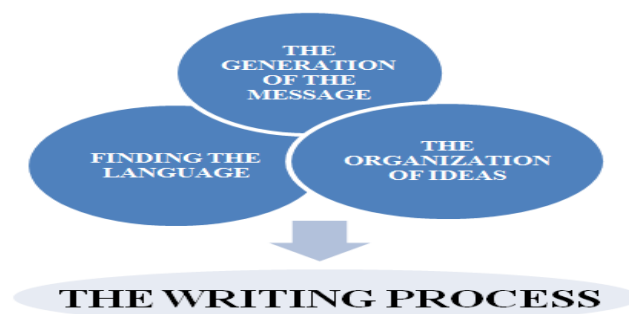 THE
GENERATION
OF THE
MESSAGE
FINDING THE
LANGUAGE
THE
ORGANIZATION
OF IDEAS
THE WRITING PROCESS